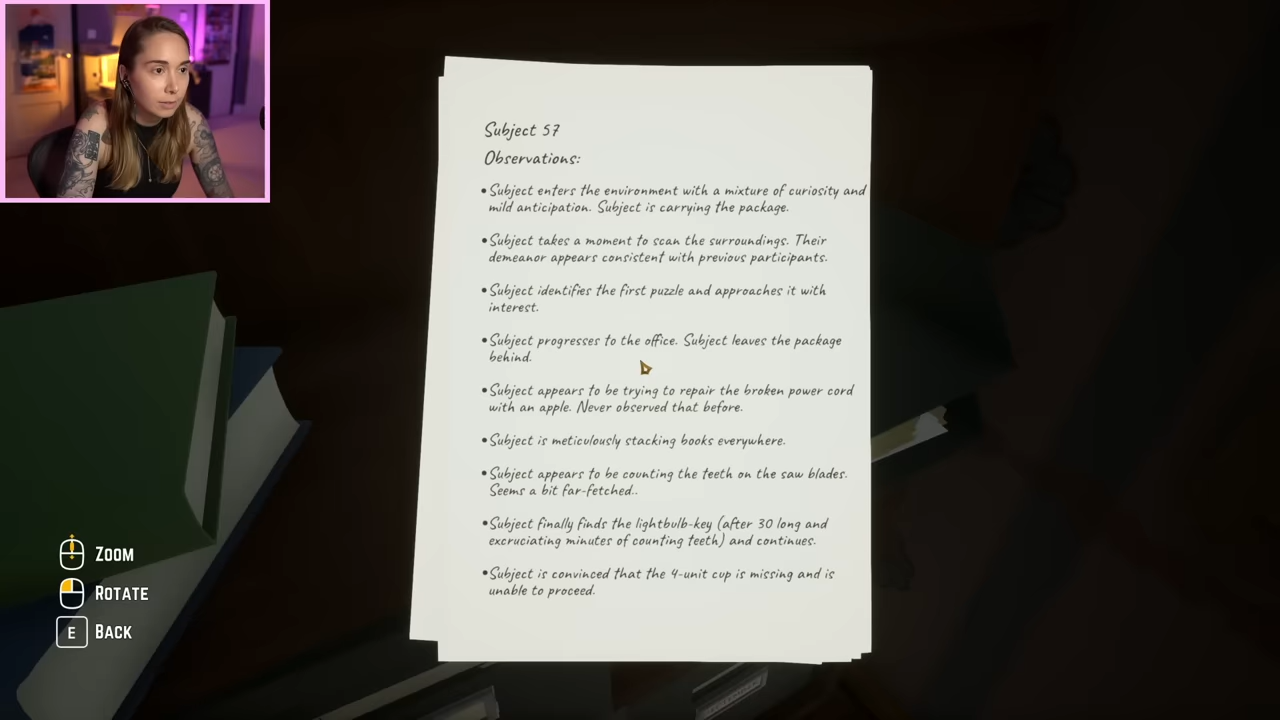 Subject 57
Observations:
•Subject enters the environment with a mixture of curiosity and
mild anticipation. Subject is carrying the package.
•Subject takes a moment to scan the surroundings. Their
demeanor appears consistent with previous participants.
•Subject identifies the first puzzle and approaches it with
interest.
•Subject progresses to the office. Subject leaves the package
behind.
•Subject appears to be trying to repair the broken power cord
with an apple. Never observed that before.
•Subject is meticulously stacking books everywhere.
•Subject appears to be counting the teeth on the saw blades.
Seems a bit far-fetched..
•Subject finally finds the lightbulb-key (after 30 long and
excruciating minutes of counting teeth) and continues.
•Subject is convinced that the 4-unit cup is missing and is
unable to proceed.
ZOOM
ROTATE
E BACK